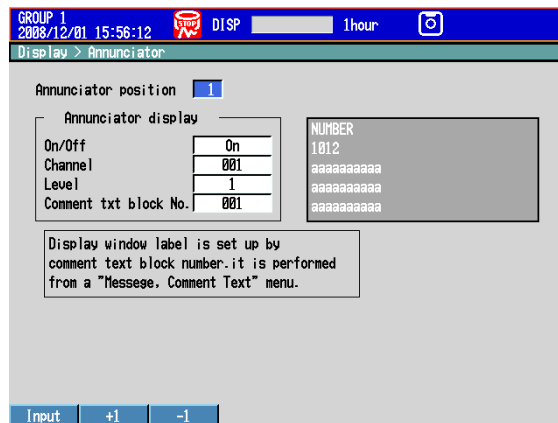 GROUP 1
2008/12/01 15:56:12
STOP
DISP
1hour
Display > Annunciator
Annunciator position 1
Annunciator display
On/Off On
Channel 001
Level 1
Comment txt block No. 001
NUMBER
1012
aaaaaaaaaa
aaaaaaaaaa
aaaaaaaaaa
Display window label is set up by
comment text block number.it is performed
from a "Messege, Comment Text" menu.
Input +1 -1